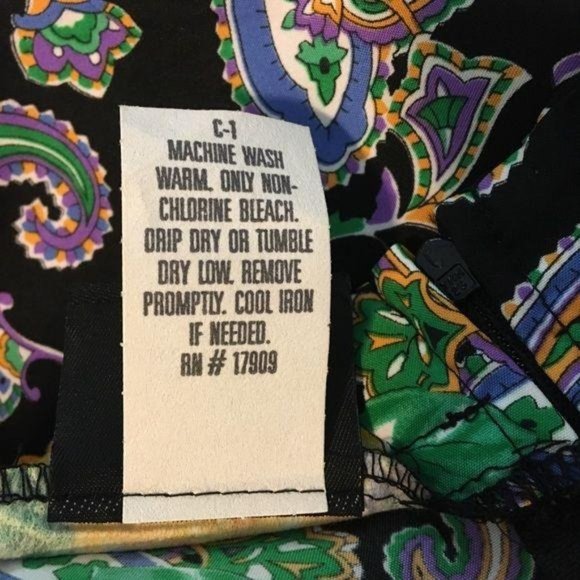 C-1
MACHINE WASH
WARM. ONLY NON-
CHLORINE BLEACH.
DRIP DRY OR TUMBLE
DRY LOW. REMOVE
PROMPTLY. COOL IRON
IF NEEDED.
RN # 17909